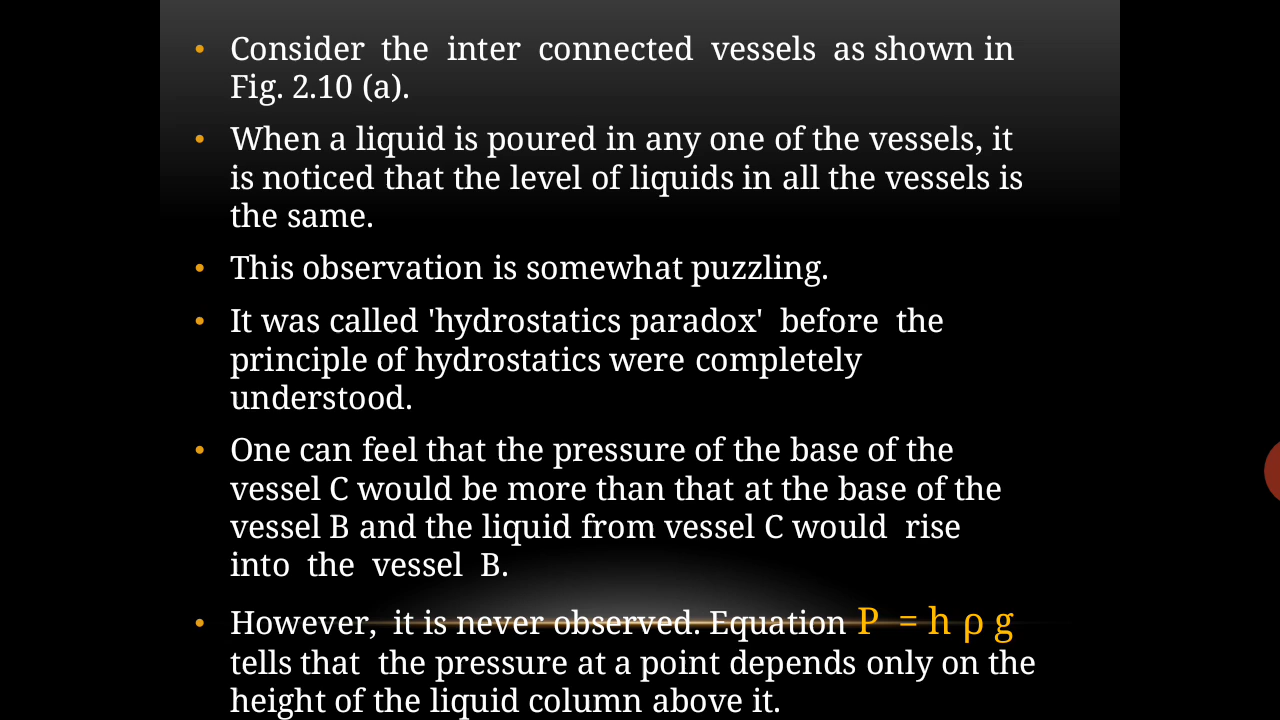 • Consider the inter connected vessels as shown in
Fig. 2.10 (a).
• When a liquid is poured in any one of the vessels, it
is noticed that the level of liquids in all the vessels is
the same.
• This observation is somewhat puzzling.
• It was called 'hydrostatics paradox' before the
principle of hydrostatics were completely
understood.
• One can feel that the pressure of the base of the
vessel C would be more than that at the base of the
vessel B and the liquid from vessel C would rise
into the vessel B.
• However, it is never observed. Equation P = h ρ g
tells that the pressure at a point depends only on the
height of the liquid column above it.